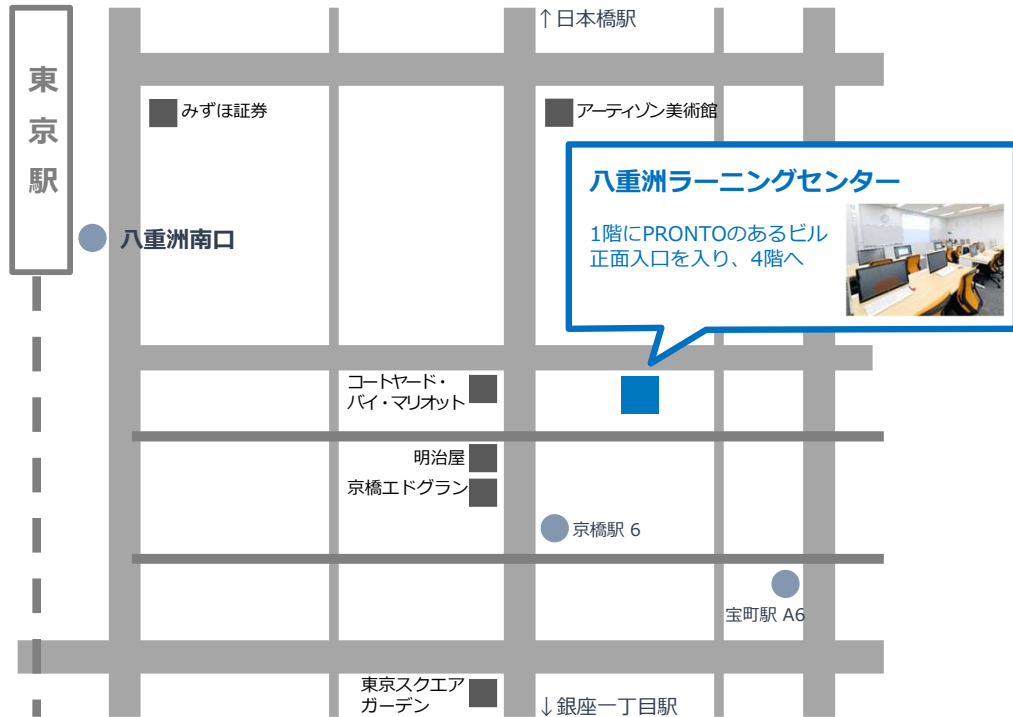 ↑日本橋駅
東京駅
みずほ証券
アーティゾン美術館
八重洲ラーニングセンター
1階にPRONTOのあるビル
正面入口を入り、4階へ
八重洲南口
コートヤード・
バイ・マリオット
明治屋
京橋エドグラン
京橋駅 6
宝町駅 A6
東京スクエア
ガーデン
↓銀座一丁目駅